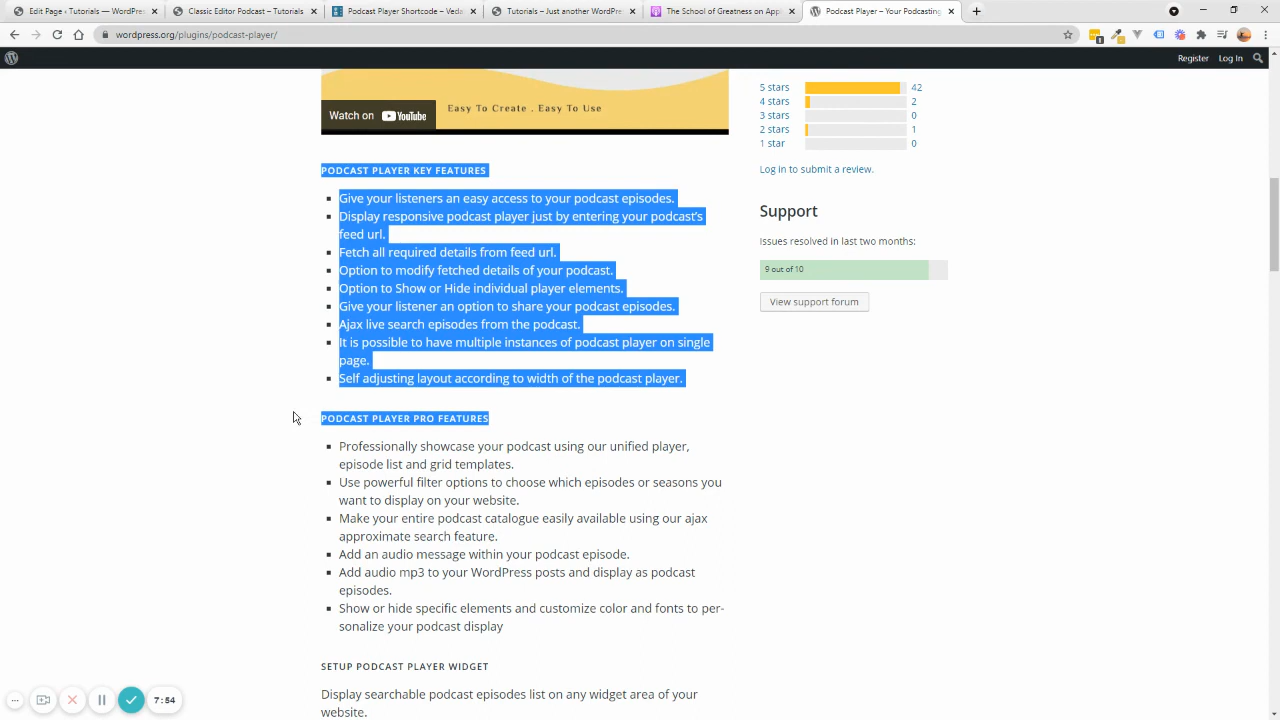 Edit Page ‹ Tutorials — WordPres
Classic Editor Podcast – Tutorials
Podcast Player Shortcode – Veda
Tutorials – Just another WordPre
The School of Greatness on Appl
Podcast Player – Your Podcasting
wordpress.org/plugins/podcast-player/
Register
Log In
Watch on YouTube
Easy To Create . Easy To Use
5 stars 42
4 stars 2
3 stars 0
2 stars 1
1 star 0
Log in to submit a review.
Support
Issues resolved in last two months:
9 out of 10
View support forum
PODCAST PLAYER KEY FEATURES
Give your listeners an easy access to your podcast episodes.
Display responsive podcast player just by entering your podcast’s
feed url.
Fetch all required details from feed url.
Option to modify fetched details of your podcast.
Option to Show or Hide individual player elements.
Give your listener an option to share your podcast episodes.
Ajax live search episodes from the podcast.
It is possible to have multiple instances of podcast player on single
page.
Self adjusting layout according to width of the podcast player.
PODCAST PLAYER PRO FEATURES
Professionally showcase your podcast using our unified player,
episode list and grid templates.
Use powerful filter options to choose which episodes or seasons you
want to display on your website.
Make your entire podcast catalogue easily available using our ajax
approximate search feature.
Add an audio message within your podcast episode.
Add audio mp3 to your WordPress posts and display as podcast
episodes.
Show or hide specific elements and customize color and fonts to per-
sonalize your podcast display
SETUP PODCAST PLAYER WIDGET
Display searchable podcast episodes list on any widget area of your
website.
7:54